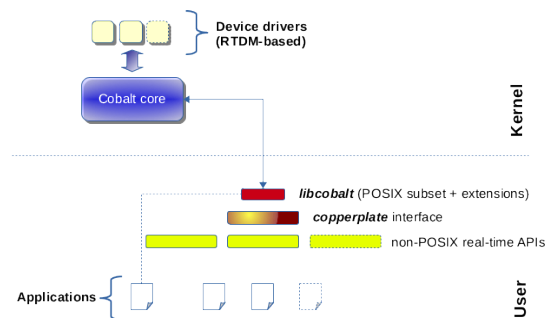 Device drivers
(RTDM-based)
Cobalt core
Kernel
libcobalt (POSIX subset + extensions)
copperplate interface
non-POSIX real-time APIs
Applications
User